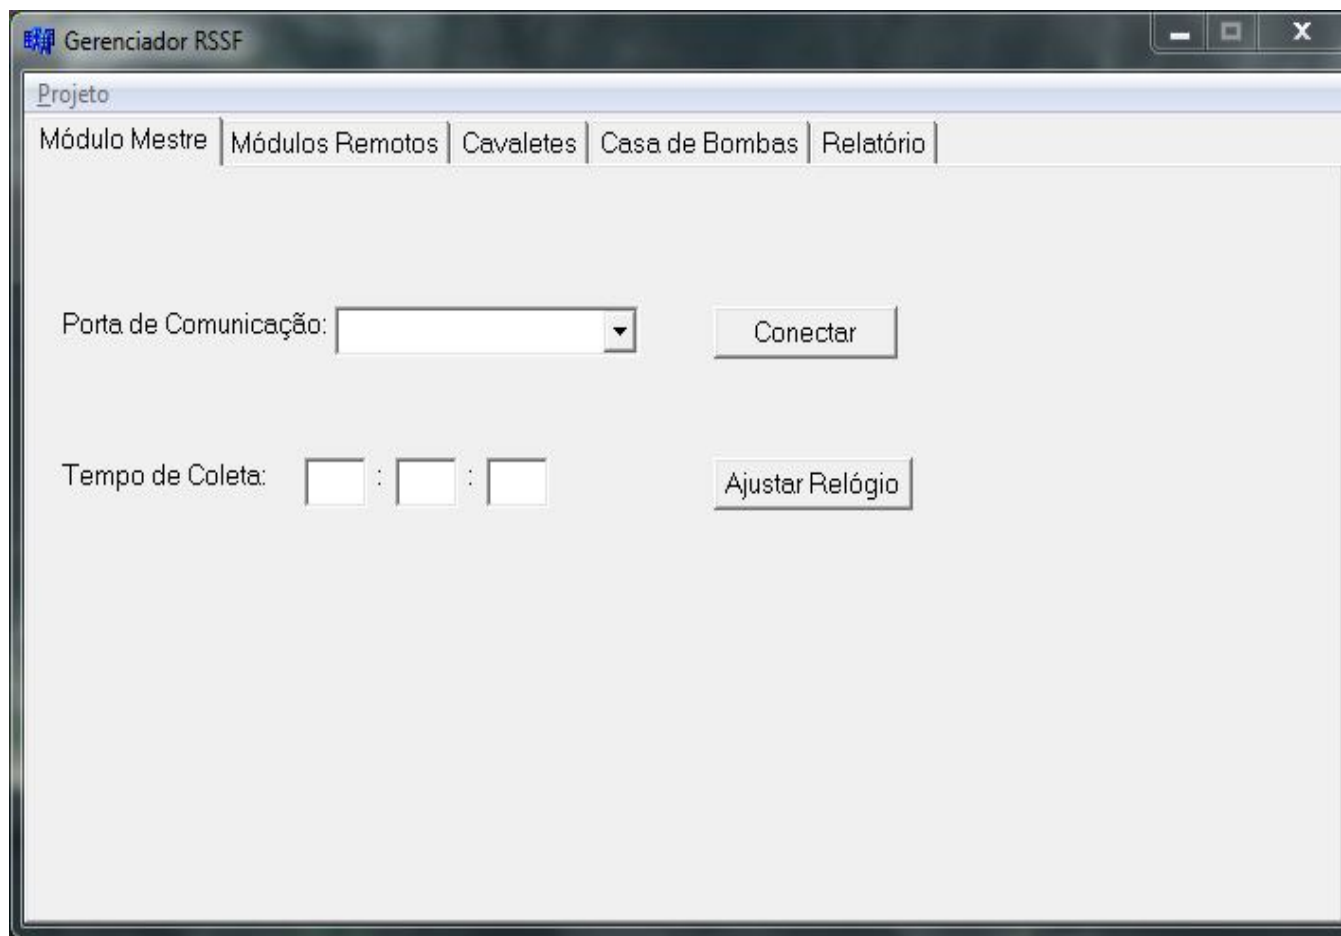 Gerenciador RSSF
Projeto
Módulo Mestre Módulos Remotos Cavaletes Casa de Bombas Relatório
Porta de Comunicação: Conectar
Tempo de Coleta: : : Ajustar Relógio